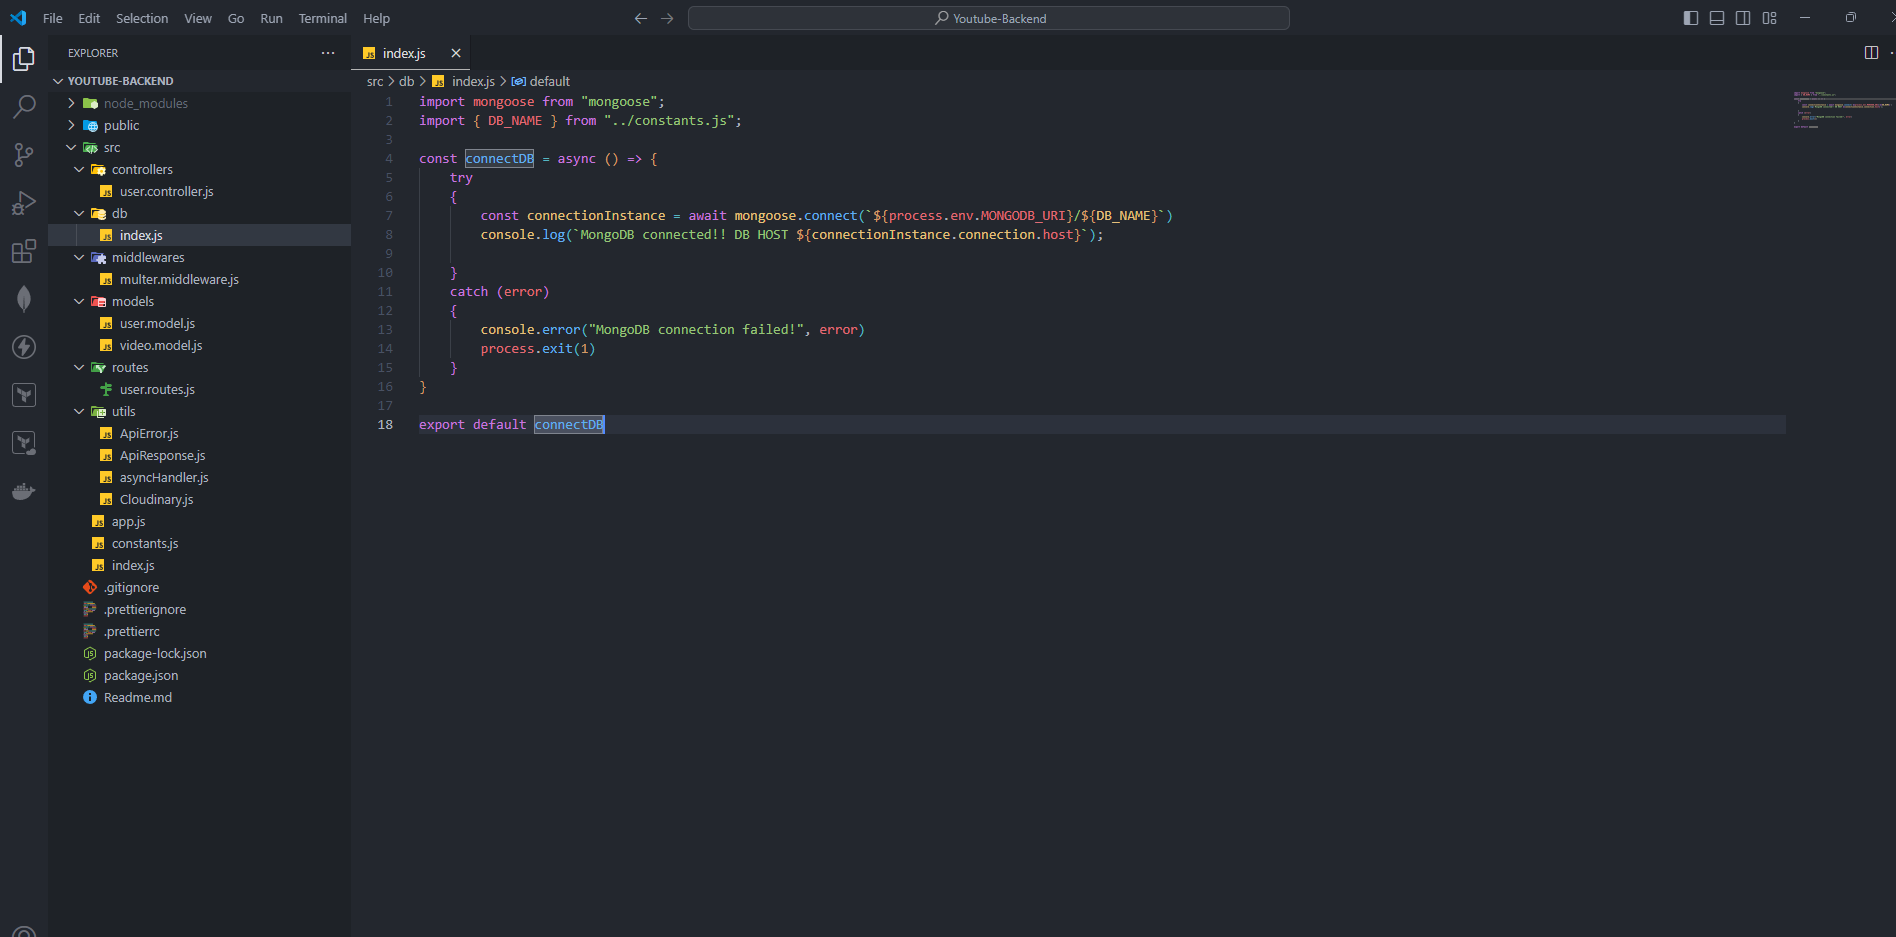 File Edit Selection View Go Run Terminal Help
Youtube-Backend
EXPLORER
YOUTUBE-BACKEND
node_modules
public
src
controllers
user.controller.js
db
index.js
middlewares
multer.middleware.js
models
user.model.js
video.model.js
routes
user.routes.js
utils
ApiError.js
ApiResponse.js
asyncHandler.js
Cloudinary.js
app.js
constants.js
index.js
.gitignore
.prettierignore
.prettierrc
package-lock.json
package.json
Readme.md
index.js
src > db > index.js > default
1 import mongoose from "mongoose";
2 import { DB_NAME } from "../constants.js";
3
4 const connectDB = async () => {
5 try
6 {
7 const connectionInstance = await mongoose.connect(`${process.env.MONGODB_URI}/${DB_NAME}`)
8 console.log(`MongoDB connected!! DB HOST ${connectionInstance.connection.host}`);
9
10 }
11 catch (error)
12 {
13 console.error("MongoDB connection failed!", error)
14 process.exit(1)
15 }
16 }
17
18 export default connectDB